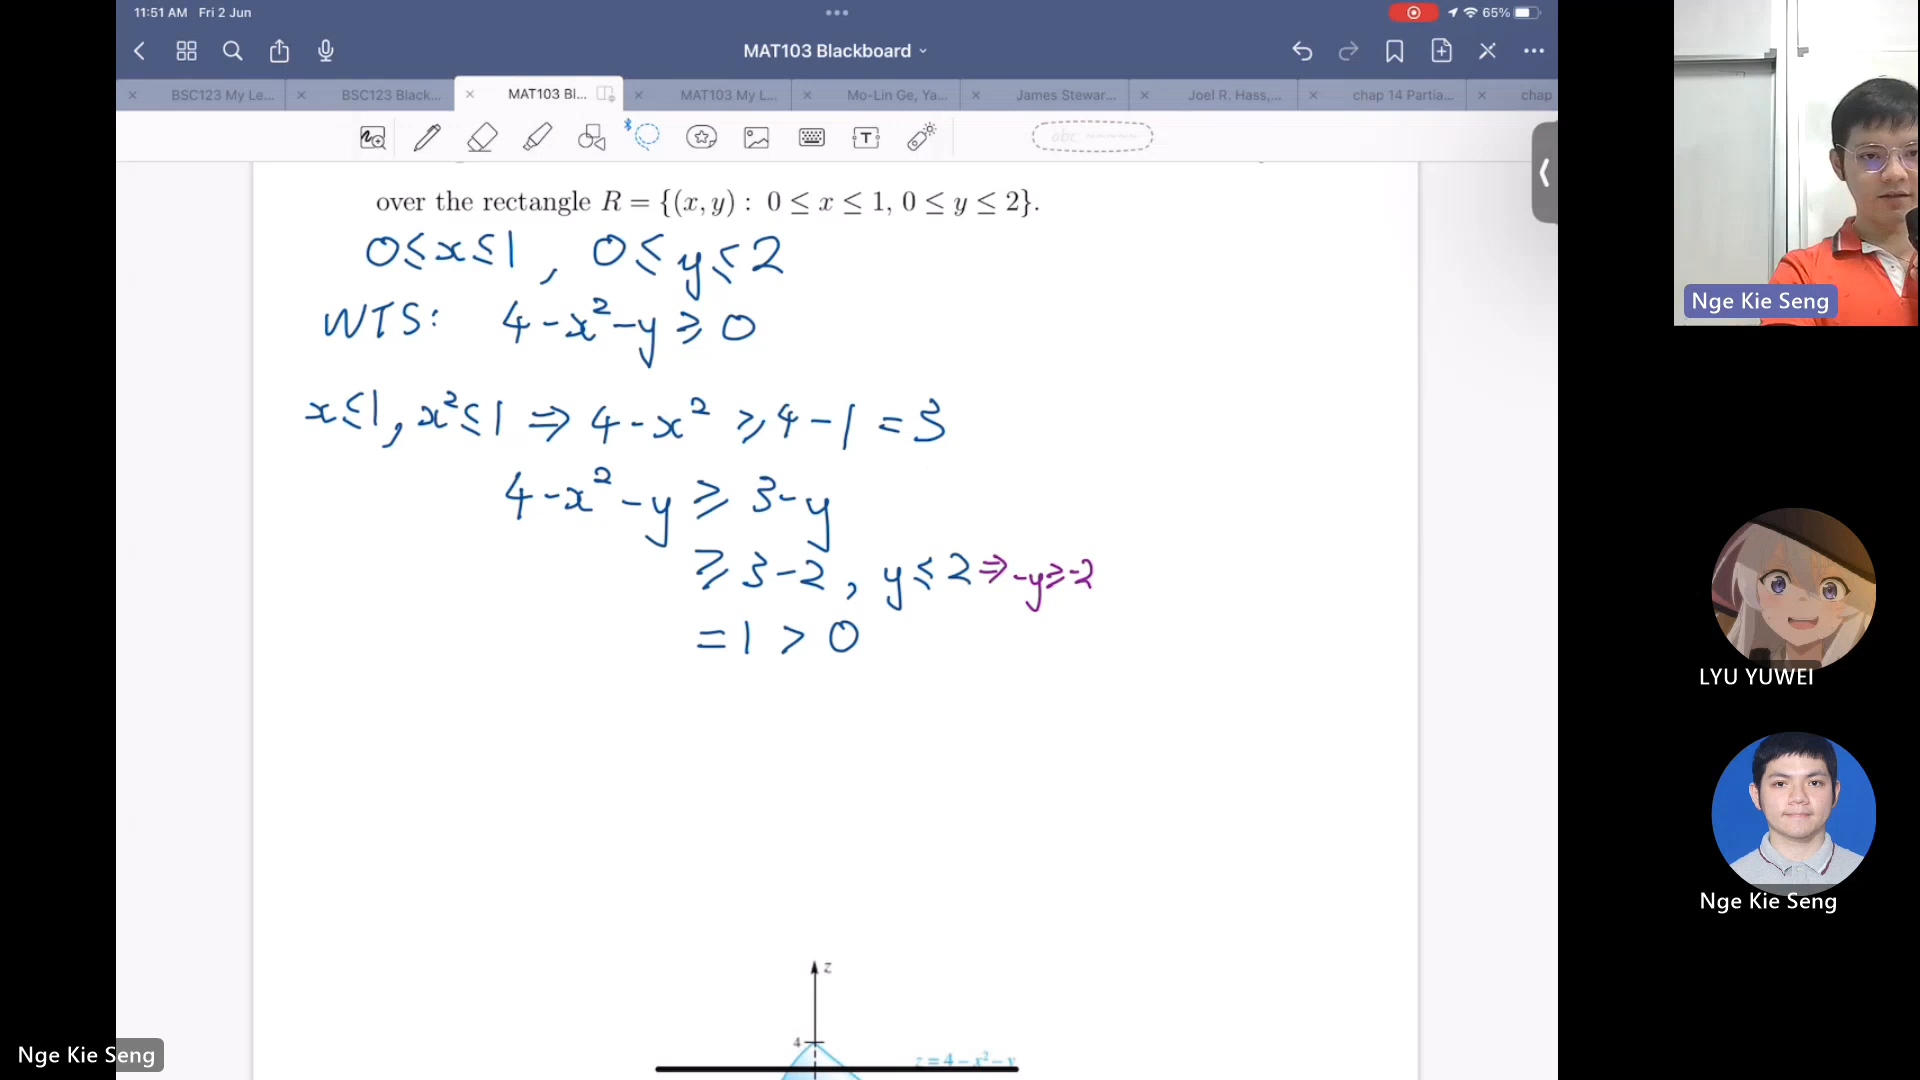 11:51 AM Fri 2 Jun
65%
MAT103 Blackboard
BSC123 My Le...
BSC123 Black...
MAT103 Bl...
MAT103 My L...
Mo-Lin Ge, Ya...
James Stewar...
Joel R. Hass,...
chap 14 Partia...
chap
abc
T
over the rectangle R = {(x, y) : 0 ≤ x ≤ 1, 0 ≤ y ≤ 2}.
0≤x≤1, 0≤y≤2
WTS: 4-x²-y ≥ 0
x≤1, x²≤1 ⇒ 4-x² ≥ 4-1 = 3
4-x²-y ≥ 3-y
≥ 3-2, y≤2 ⇒ -y≥-2
= 1 > 0
z
4
z = 4 − x² − y
Nge Kie Seng
LYU YUWEI
Nge Kie Seng
Nge Kie Seng